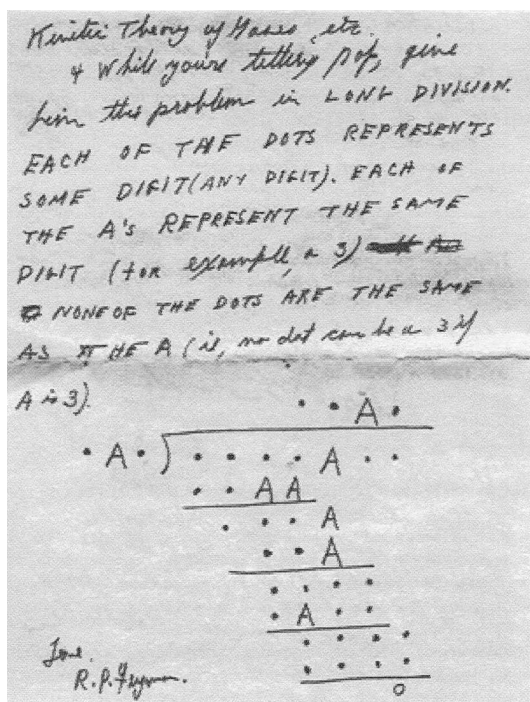 Kinetic Theory of Gases, etc.
& While you're telling pop, give
him this problem in LONG DIVISION.
EACH OF THE DOTS REPRESENTS
SOME DIGIT (ANY DIGIT). EACH OF
THE A'S REPRESENT THE SAME
DIGIT (for example, a 3)
NONE OF THE DOTS ARE THE SAME
AS THE A (ie, no dot can be a 3 if
A is 3).
. . A .
. A . ) . . . . A . .
. . A A
. . . A
. . A
. . . .
. A . .
. . . .
. . . .
0
R.P. Feynman.